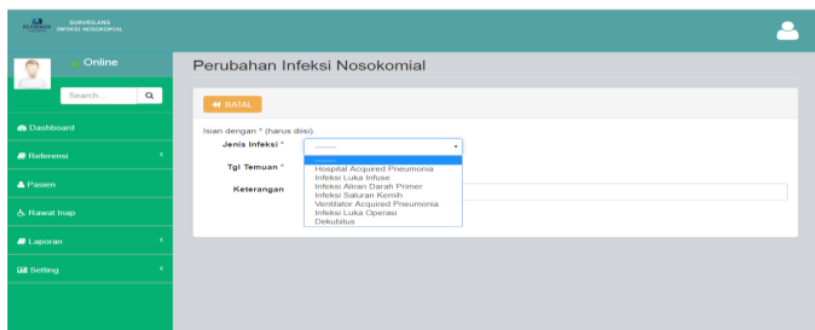 SURVEILANS
INFEKSI NOSOKOMIAL
Online
Search...
Dashboard
Referensi
Pasien
Rawat Inap
Laporan
Setting
Perubahan Infeksi Nosokomial
BATAL
Isian dengan * (harus diisi).
Jenis Infeksi *
---------
Tgl Temuan *
Keterangan
---------
Hospital Acquired Pneumonia
Infeksi Luka Infuse
Infeksi Aliran Darah Primer
Infeksi Saluran Kemih
Ventilator Acquired Pneumonia
Infeksi Luka Operasi
Dekubitus